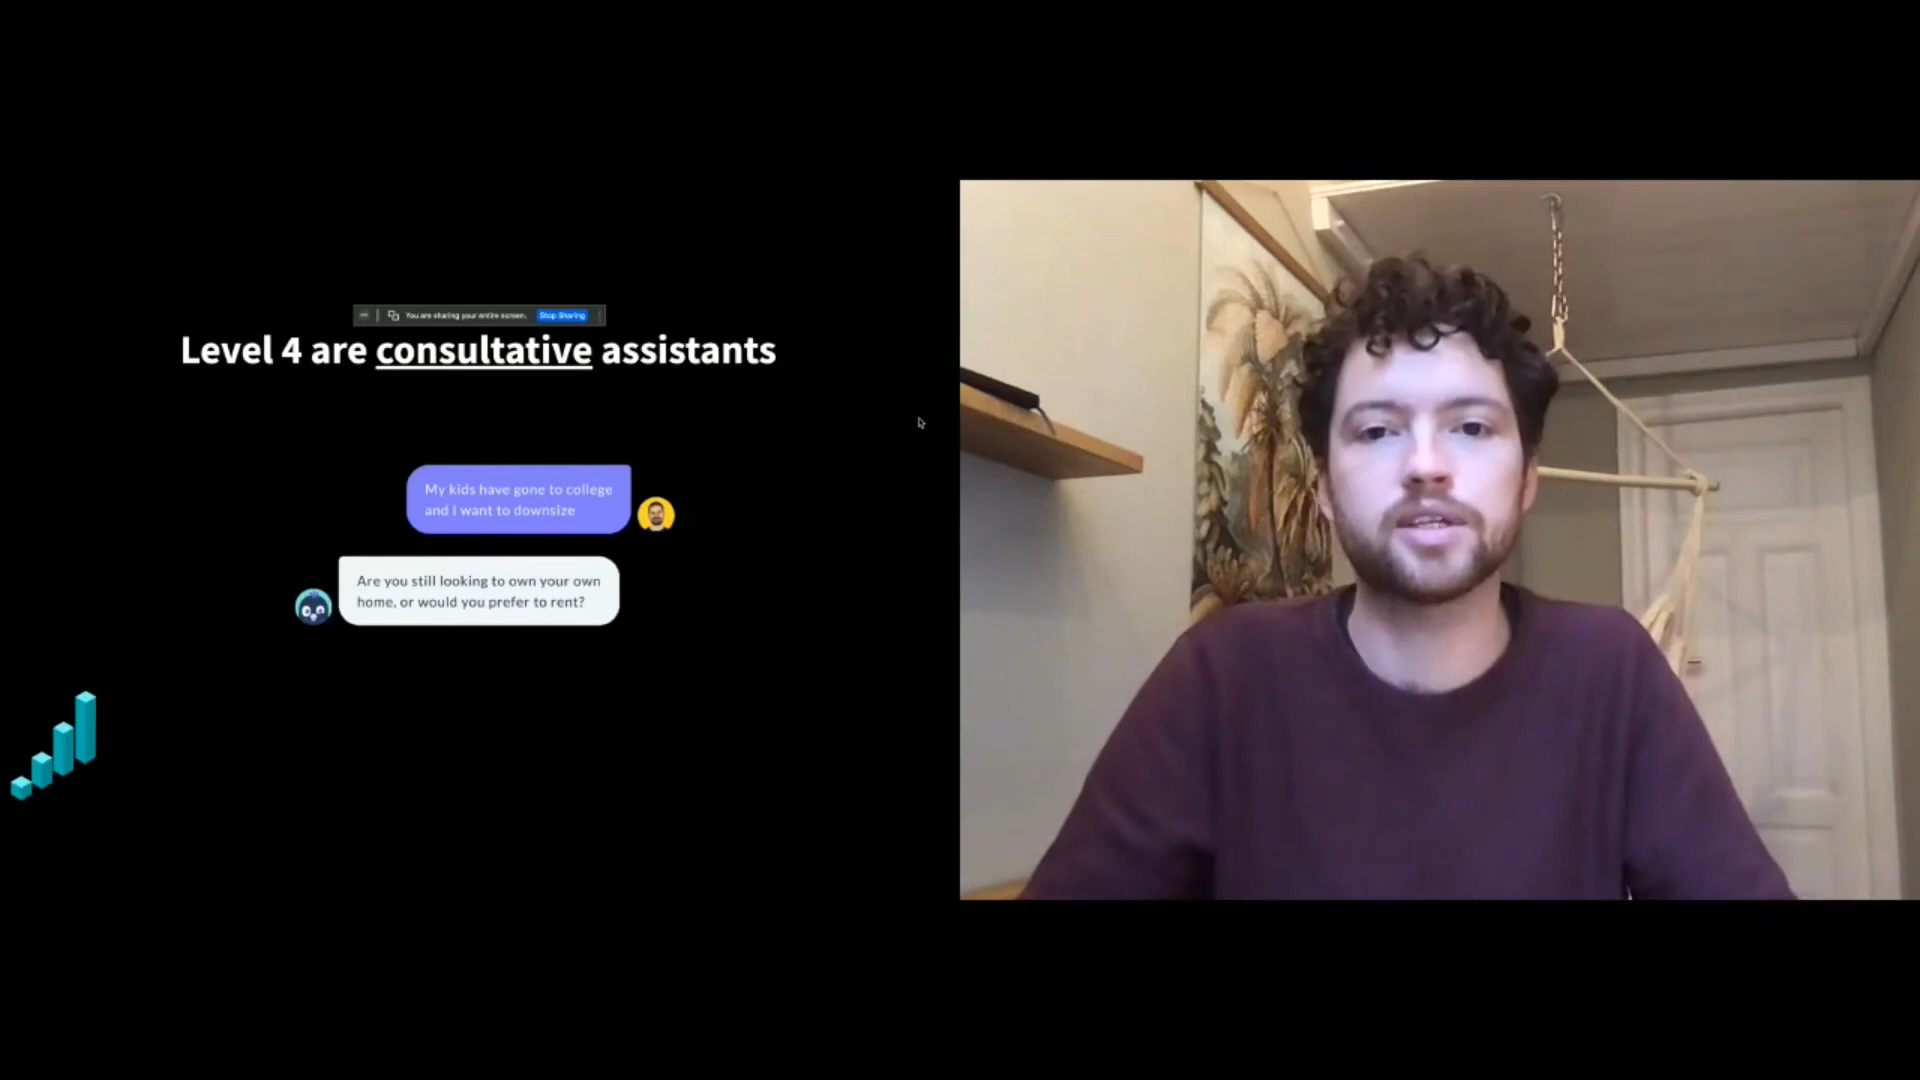 You are sharing your entire screen. Stop Sharing
Level 4 are consultative assistants
My kids have gone to college
and I want to downsize
Are you still looking to own your own
home, or would you prefer to rent?